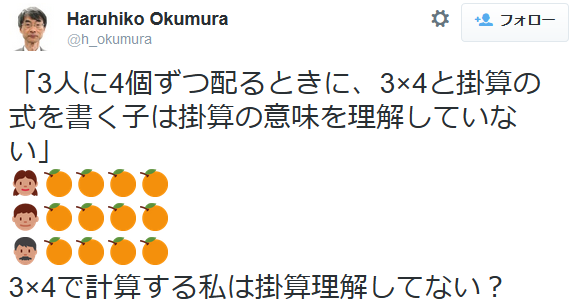 Haruhiko Okumura
@h_okumura
フォロー
「3人に4個ずつ配るときに、3×4と掛算の
式を書く子は掛算の意味を理解していな
い」
3×4で計算する私は掛算理解してない？